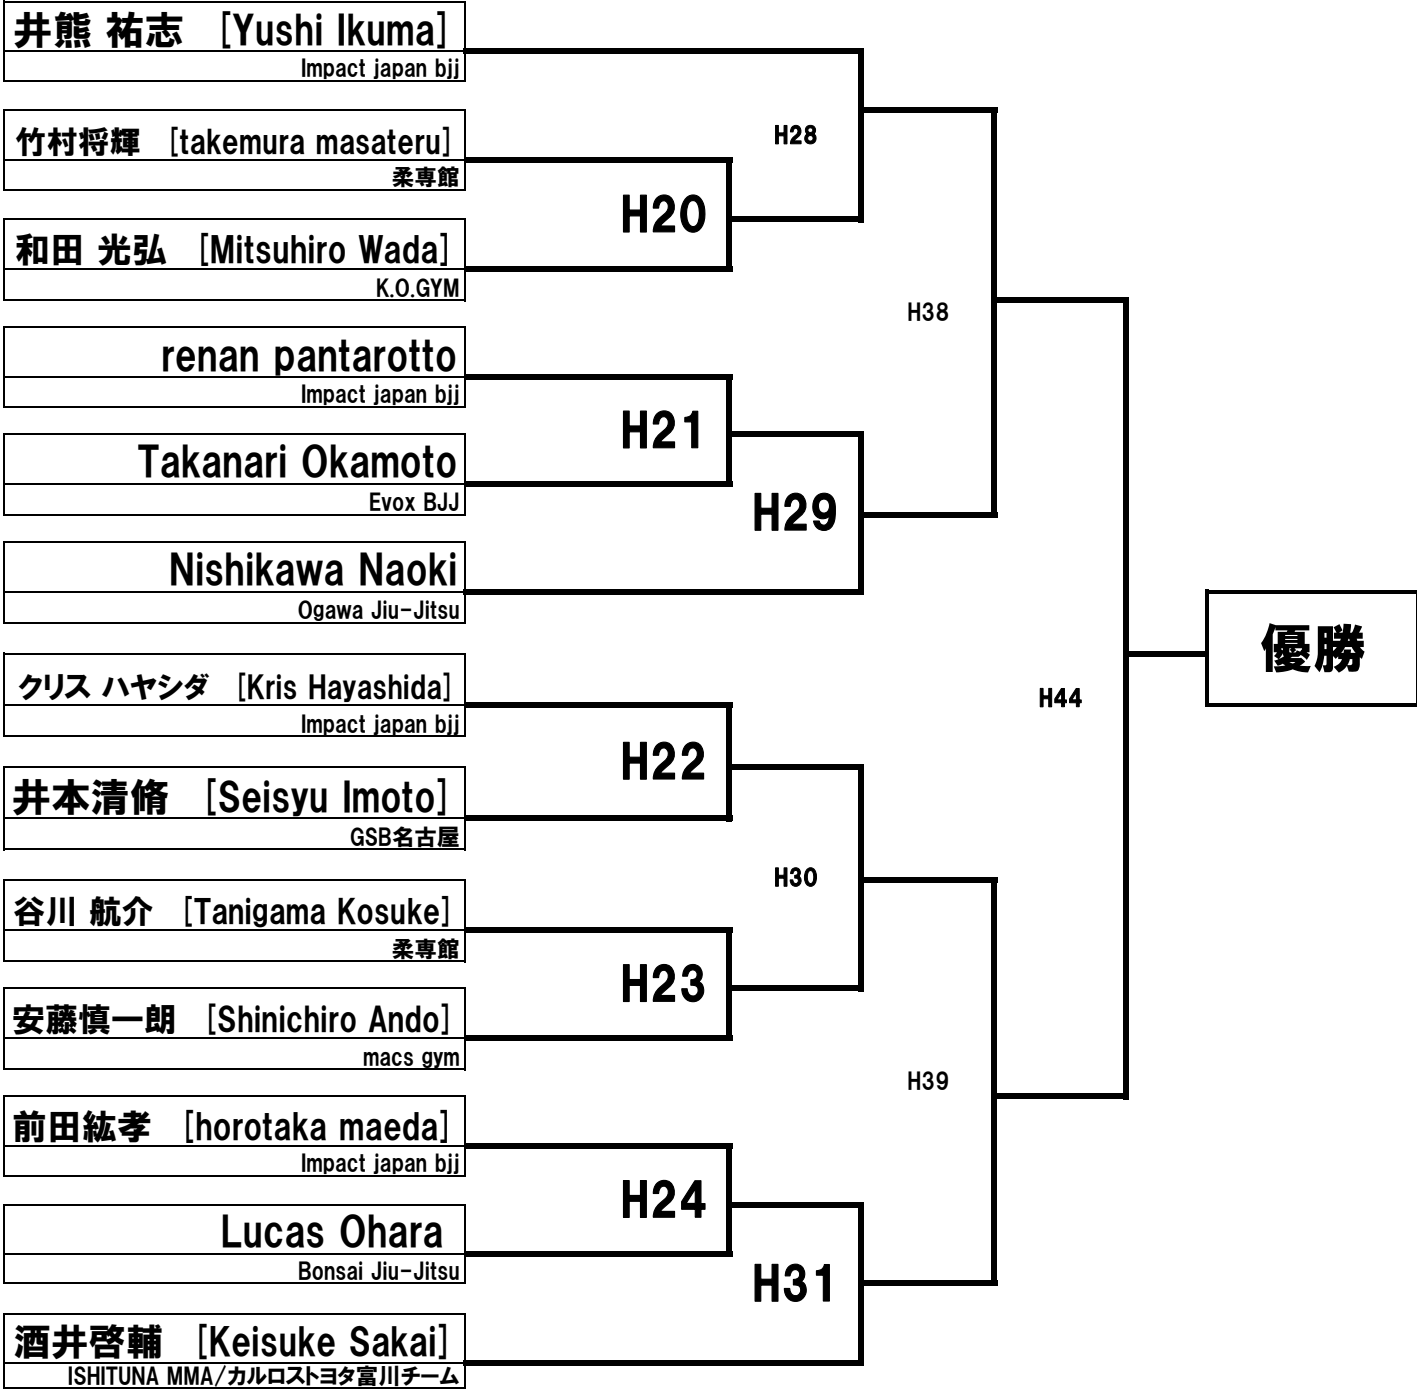 井熊 祐志 [Yushi Ikuma]
Impact japan bjj
H28
竹村将輝 [takemura masateru]
柔専館
H20
和田 光弘 [Mitsuhiro Wada]
K.O.GYM
H38
renan pantarotto
Impact japan bjj
H21
Takanari Okamoto
Evox BJJ
H29
Nishikawa Naoki
Ogawa Jiu-Jitsu
優勝
クリス ハヤシダ [Kris Hayashida]
H44
Impact japan bjj
H22
井本清脩 [Seisyu Imoto]
GSB名古屋
H30
谷川 航介 [Tanigama Kosuke]
柔専館
H23
安藤慎一朗 [Shinichiro Ando]
macs gym
H39
前田紘孝 [horotaka maeda]
Impact japan bjj
H24
Lucas Ohara
Bonsai Jiu-Jitsu
H31
酒井啓輔 [Keisuke Sakai]
ISHITUNA MMA/カルロストヨタ富川チーム